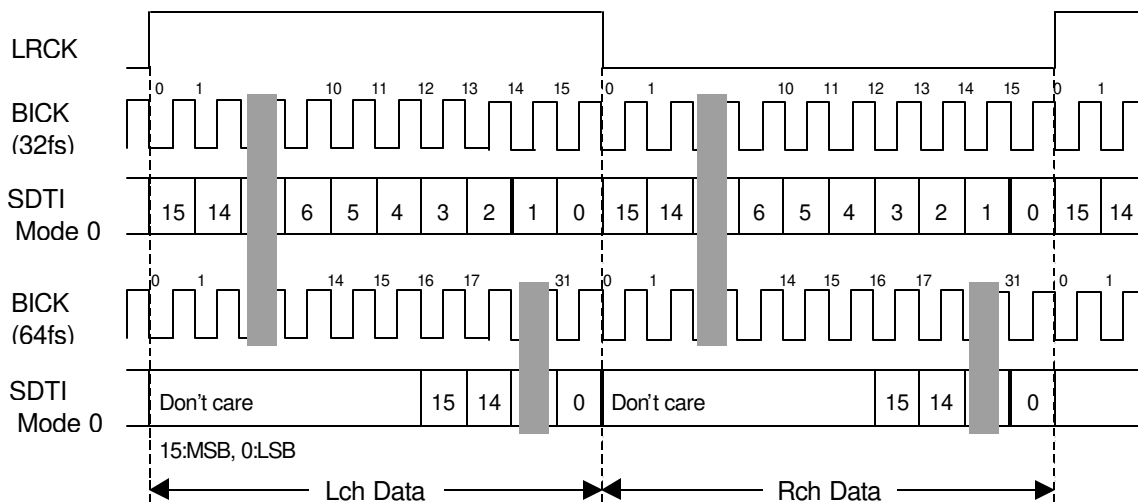 LRCK
0 1 10 11 12 13 14 15 0 1 10 11 12 13 14 15 0 1
BICK
(32fs)
SDTI
Mode 0
15 14 6 5 4 3 2 1 0 15 14 6 5 4 3 2 1 0 15 14
0 1 14 15 16 17 31 0 1 14 15 16 17 31 0 1
BICK
(64fs)
SDTI
Mode 0
Don't care 15 14 0 Don't care 15 14 0
15:MSB, 0:LSB
Lch Data Rch Data